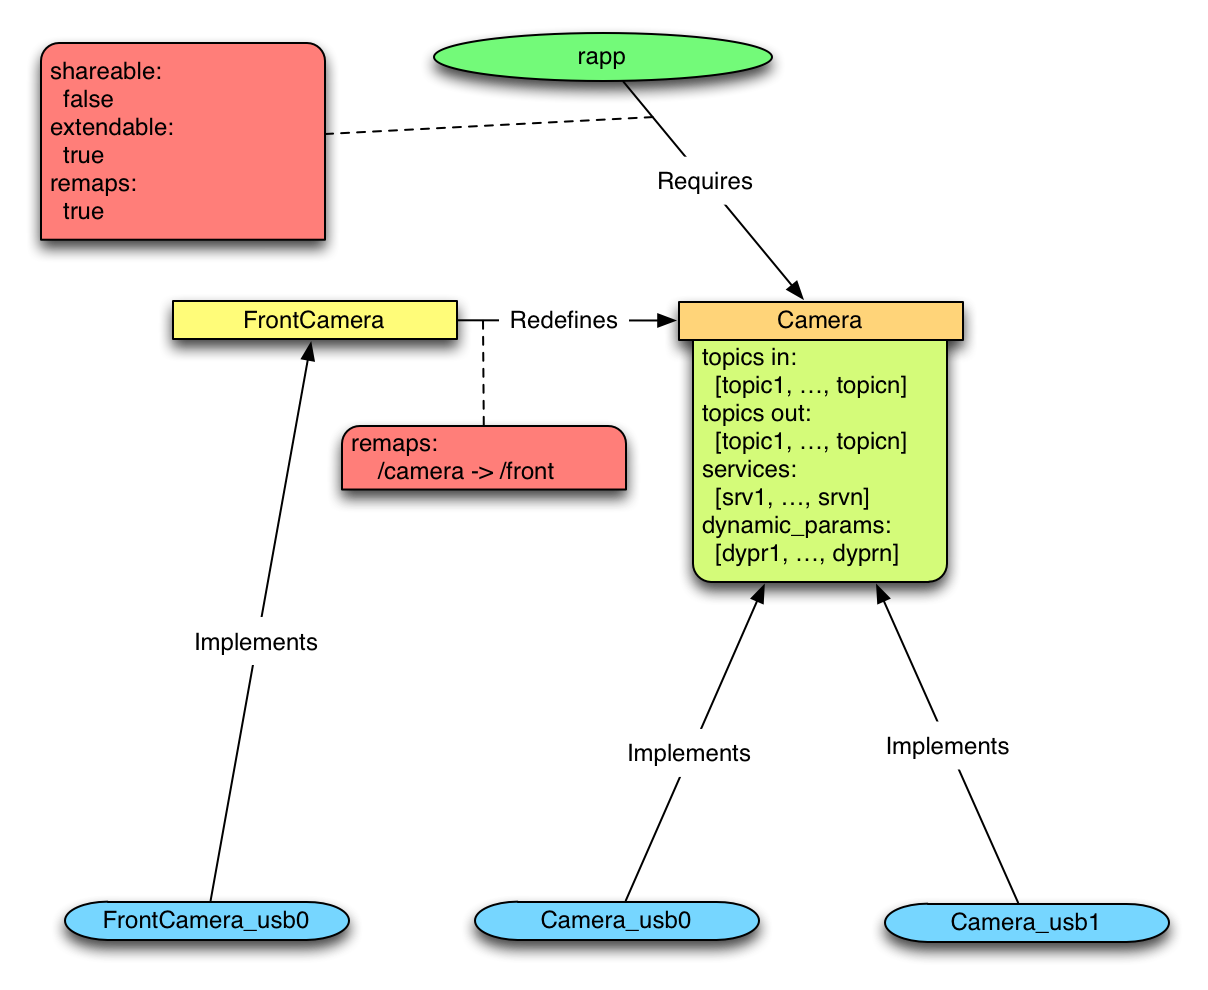 rapp
shareable:
false
extendable:
true
remaps:
true
Requires
FrontCamera
Redefines
Camera
topics in:
[topic1, …, topicn]
topics out:
[topic1, …, topicn]
services:
[srv1, …, srvn]
dynamic_params:
[dypr1, …, dyprn]
remaps:
/camera -> /front
Implements
Implements
Implements
FrontCamera_usb0
Camera_usb0
Camera_usb1